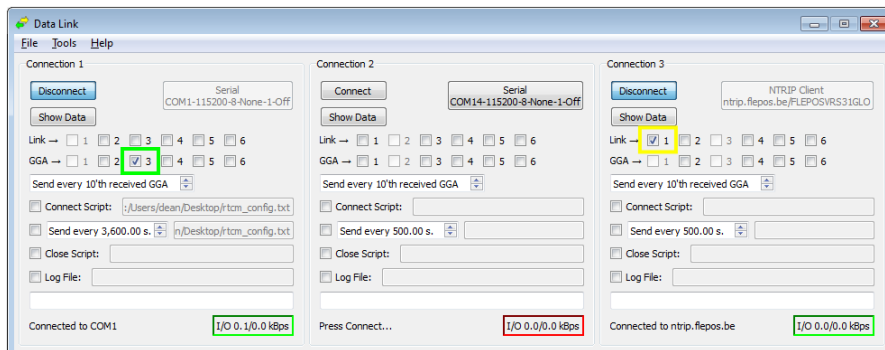 Data Link
File Tools Help
Connection 1
Disconnect
Serial
COM1-115200-8-None-1-Off
Show Data
Link → 1 2 3 4 5 6
GGA → 1 2 3 4 5 6
Send every 10'th received GGA
Connect Script: :/Users/dean/Desktop/rtcm_config.txt
Send every 3,600.00 s. n/Desktop/rtcm_config.txt
Close Script:
Log File:
Connected to COM1 I/O 0.1/0.0 kBps
Connection 2
Connect
Serial
COM14-115200-8-None-1-Off
Show Data
Link → 1 2 3 4 5 6
GGA → 1 2 3 4 5 6
Send every 10'th received GGA
Connect Script:
Send every 500.00 s.
Close Script:
Log File:
Press Connect... I/O 0.0/0.0 kBps
Connection 3
Disconnect
NTRIP Client
ntrip.flepos.be/FLEPOSVRS31GLO
Show Data
Link → 1 2 3 4 5 6
GGA → 1 2 3 4 5 6
Send every 10'th received GGA
Connect Script:
Send every 500.00 s.
Close Script:
Log File:
Connected to ntrip.flepos.be I/O 0.0/0.0 kBps